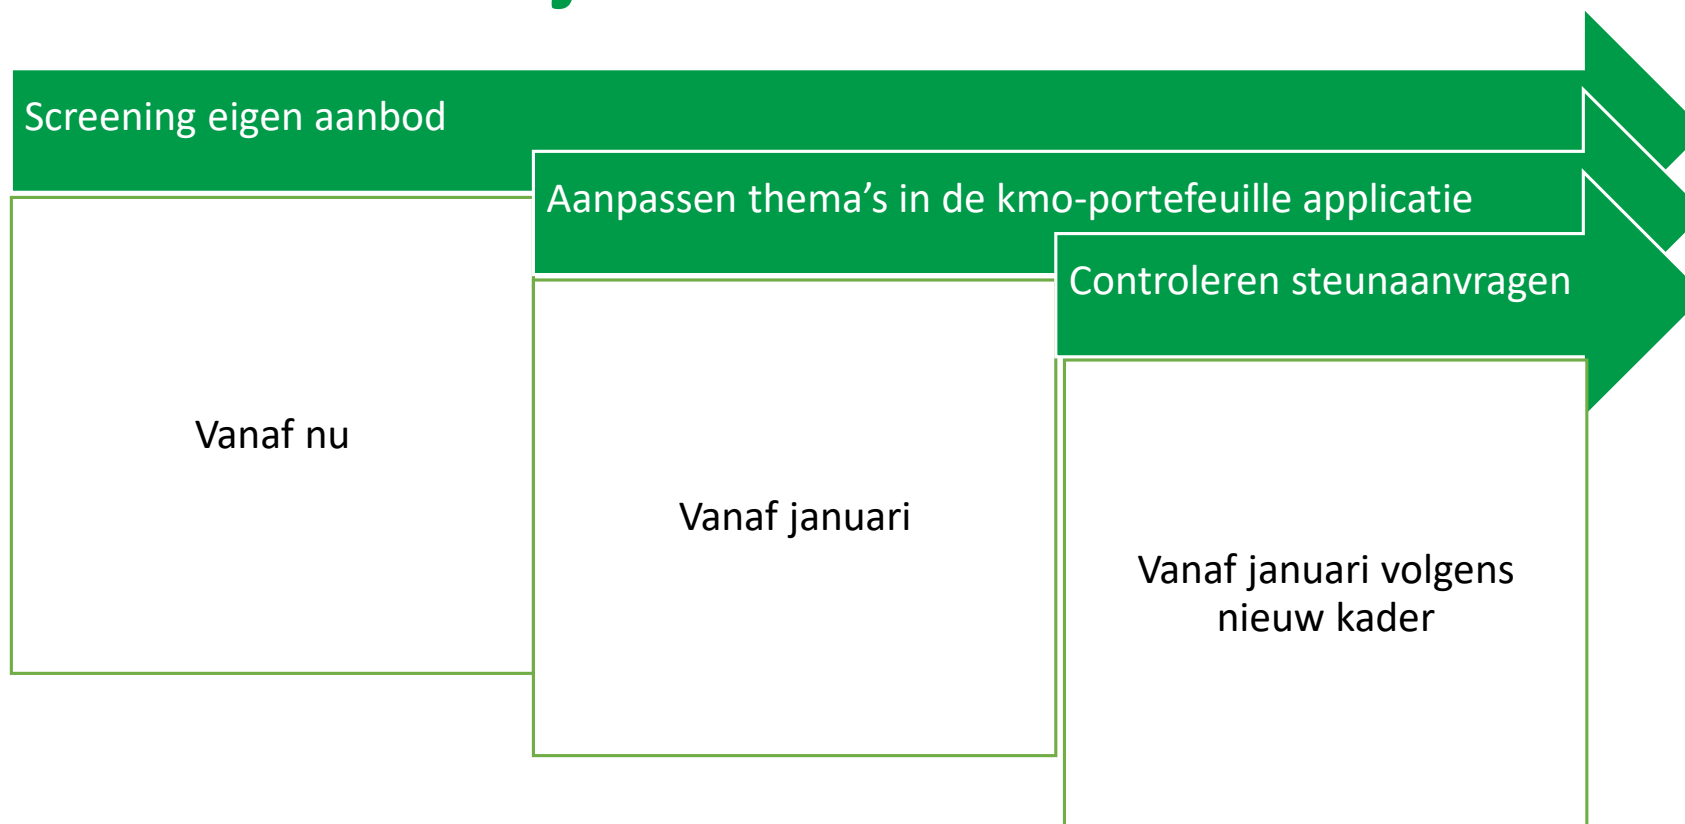 Screening eigen aanbod
Aanpassen thema’s in de kmo-portefeuille applicatie
Controleren steunaanvragen
Vanaf nu
Vanaf januari
Vanaf januari volgens
nieuw kader